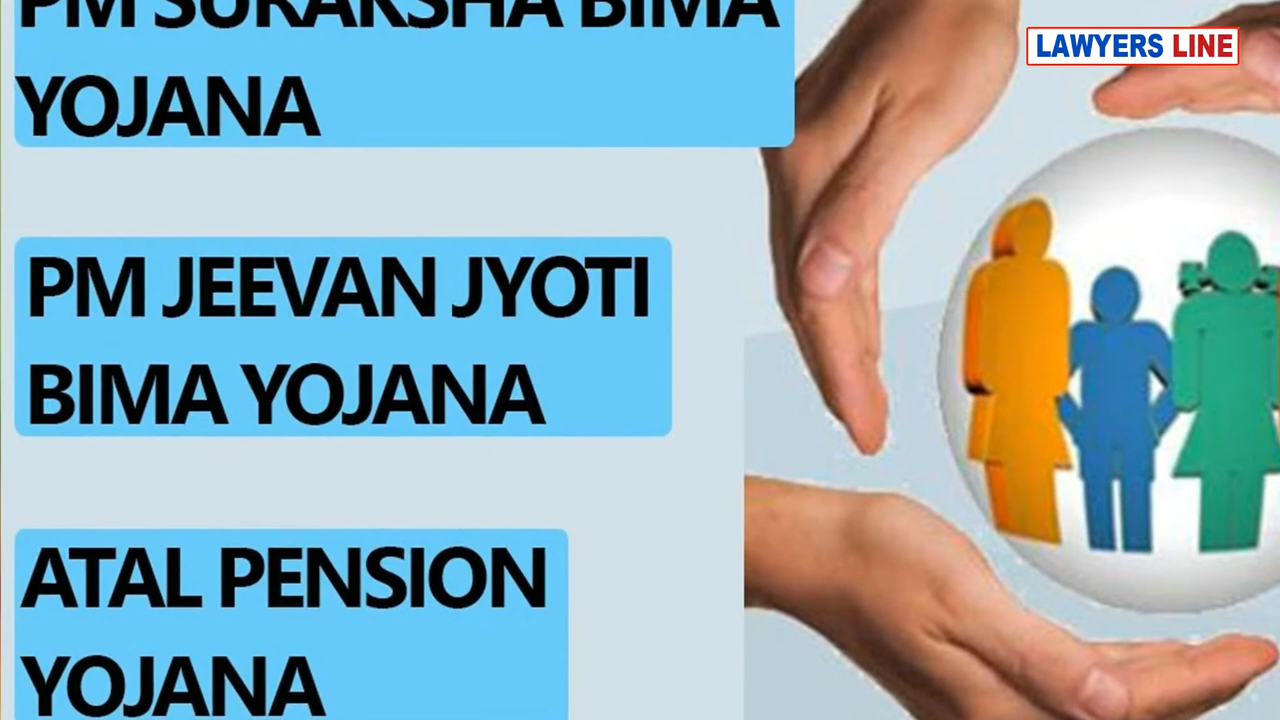 PM SURAKSHA BIMA
YOJANA
LAWYERS LINE
PM JEEVAN JYOTI
BIMA YOJANA
ATAL PENSION
YOJANA